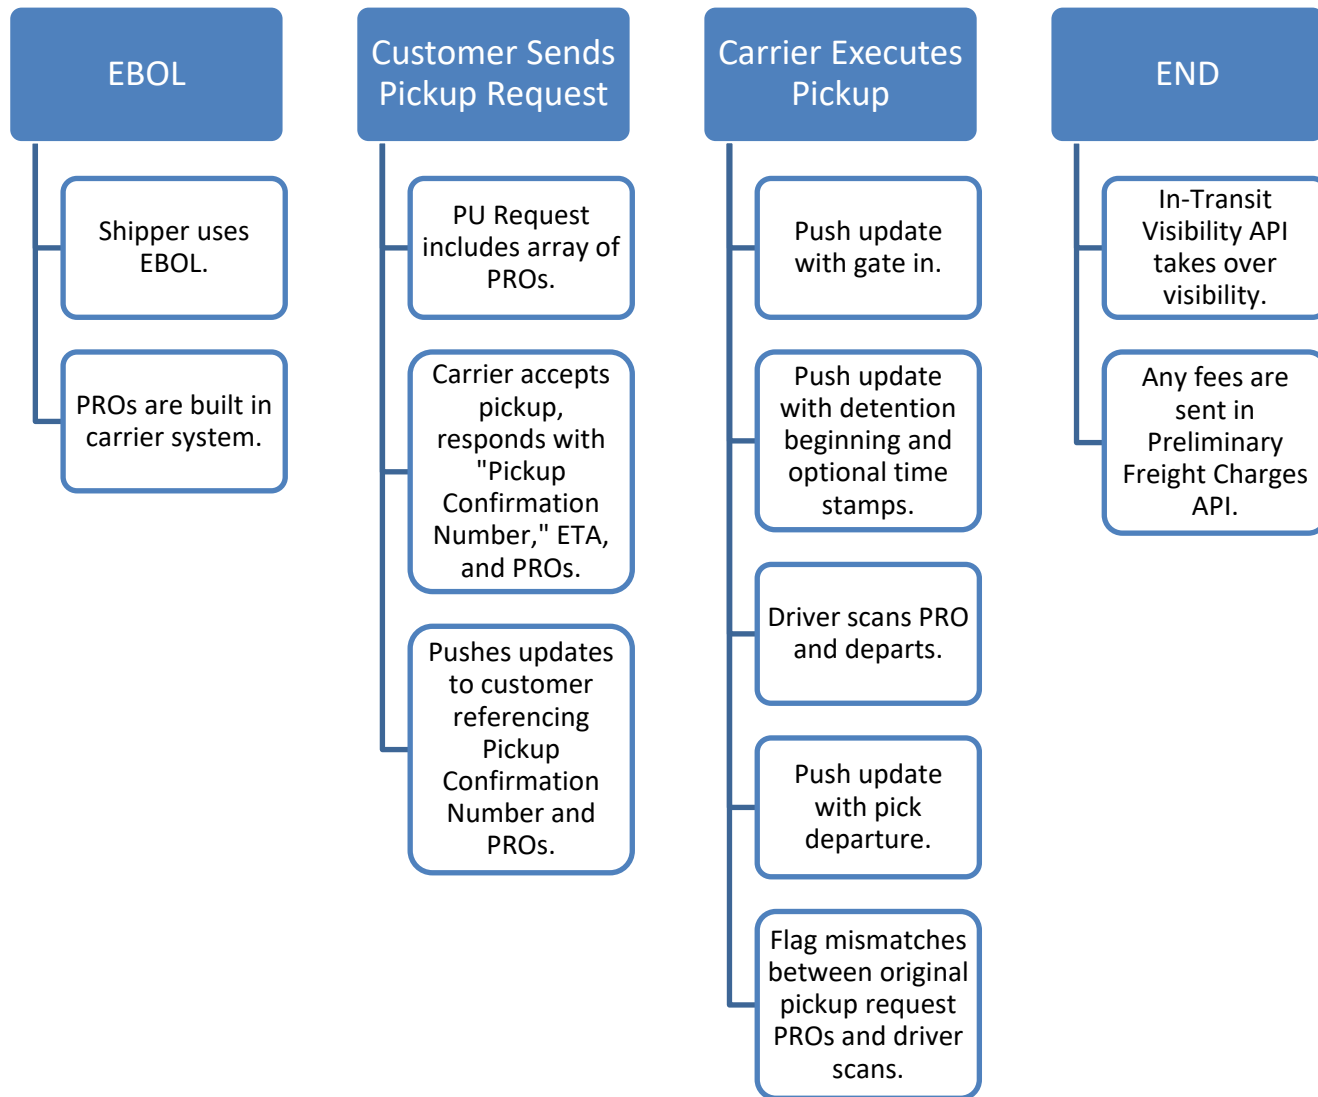 EBOL
Shipper uses
EBOL.
PROs are built in
carrier system.
Customer Sends
Pickup Request
PU Request
includes array of
PROs.
Carrier accepts
pickup,
responds with
"Pickup
Confirmation
Number," ETA,
and PROs.
Pushes updates
to customer
referencing
Pickup
Confirmation
Number and
PROs.
Carrier Executes
Pickup
Push update
with gate in.
Push update
with detention
beginning and
optional time
stamps.
Driver scans PRO
and departs.
Push update
with pick
departure.
Flag mismatches
between original
pickup request
PROs and driver
scans.
END
In-Transit
Visibility API
takes over
visibility.
Any fees are
sent in
Preliminary
Freight Charges
API.